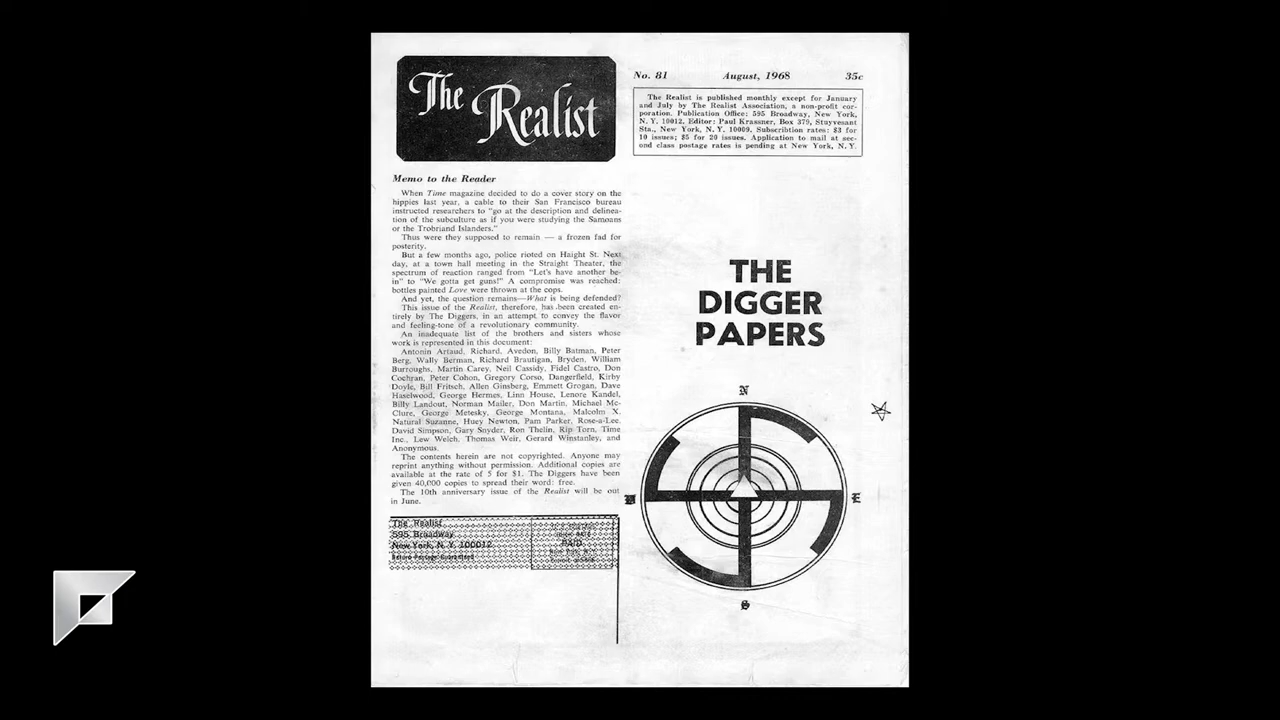 The Realist
No. 81 August, 1968 35c
The Realist is published monthly except for January
and July by The Realist Association, a non-profit cor-
poration. Publication Office: 595 Broadway, New York,
N. Y. 10012. Editor: Paul Krassner, Box 379, Stuyvesant
Sta., New York, N. Y. 10009. Subscribtion rates: $3 for
10 issues; $5 for 20 issues. Application to mail at sec-
ond class postage rates is pending at New York, N. Y.
Memo to the Reader
When Time magazine decided to do a cover story on the
hippies last year, a cable to their San Francisco bureau
instructed researchers to "go at the description and delinea-
tion of the subculture as if you were studying the Samoans
or the Trobriand Islanders."
Thus were they supposed to remain — a frozen fad for
posterity.
But a few months ago, police rioted on Haight St. Next
day, at a town hall meeting in the Straight Theater, the
spectrum of reaction ranged from "Let's have another be-
in" to "We gotta get guns!" A compromise was reached:
bottles painted Love were thrown at the cops.
And yet, the question remains—What is being defended?
This issue of the Realist, therefore, has been created en-
tirely by The Diggers, in an attempt to convey the flavor
and feeling-tone of a revolutionary community.
An inadequate list of the brothers and sisters whose
work is represented in this document:
Antonin Artaud, Richard, Avedon, Billy Batman, Peter
Berg, Wally Berman, Richard Brautigan, Bryden, William
Burroughs, Martin Carey, Neil Cassidy, Fidel Castro, Don
Cochran, Peter Cohon, Gregory Corso, Dangerfield, Kirby
Doyle, Bill Fritsch, Allen Ginsberg, Emmett Grogan, Dave
Haselwood, George Hermes, Linn House, Lenore Kandel,
Billy Landout, Norman Mailer, Don Martin, Michael Mc-
Clure, George Metesky, George Montana, Malcolm X,
Natural Suzanne, Huey Newton, Pam Parker, Rose-a-Lee,
David Simpson, Gary Snyder, Ron Thelin, Rip Torn, Time
Inc., Lew Welch, Thomas Weir, Gerard Winstanley, and
Anonymous.
The contents herein are not copyrighted. Anyone may
reprint anything without permission. Additional copies are
available at the rate of 5 for $1. The Diggers have been
given 40,000 copies to spread their word: free.
The 10th anniversary issue of the Realist will be out
in June.
The Realist
595 Broadway
New York, N. Y. 100012
PAID
THE
DIGGER
PAPERS
N
W E
S